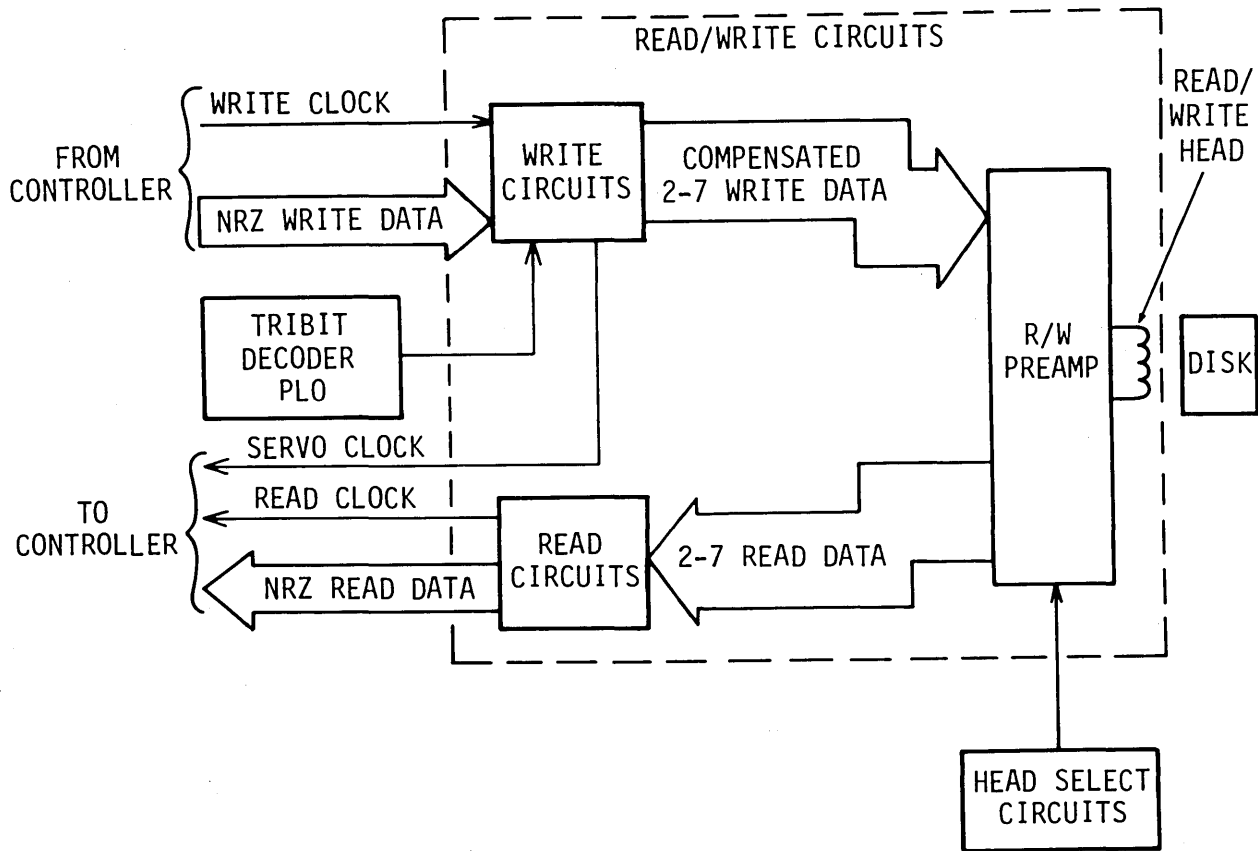 READ/WRITE CIRCUITS
READ/
WRITE
HEAD
WRITE CLOCK
FROM
CONTROLLER
NRZ WRITE DATA
WRITE
CIRCUITS
COMPENSATED
2-7 WRITE DATA
TRIBIT
DECODER
PLO
R/W
PREAMP
DISK
SERVO CLOCK
READ CLOCK
TO
CONTROLLER
NRZ READ DATA
READ
CIRCUITS
2-7 READ DATA
HEAD SELECT
CIRCUITS